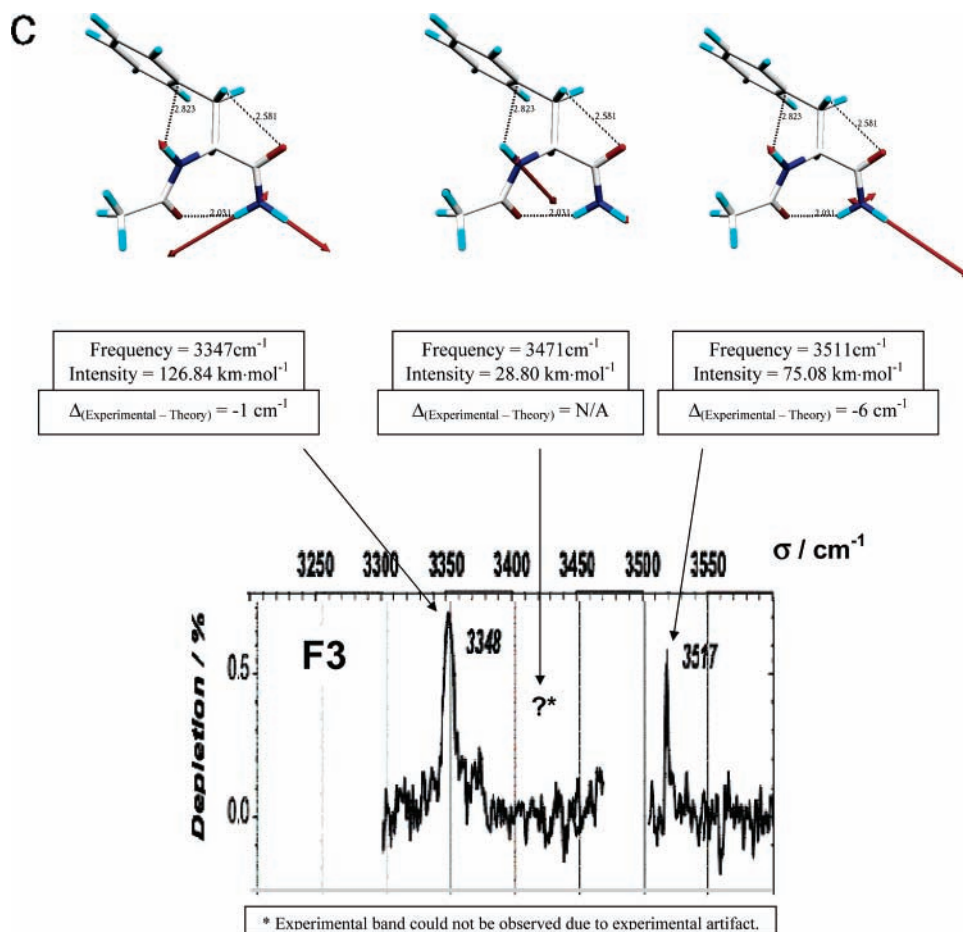 C
2.823
2.581
2.031
2.823
2.581
2.031
2.823
2.581
2.031
Frequency = 3347cm⁻¹
Intensity = 126.84 km·mol⁻¹
Δ(Experimental – Theory) = -1 cm⁻¹
Frequency = 3471cm⁻¹
Intensity = 28.80 km·mol⁻¹
Δ(Experimental – Theory) = N/A
Frequency = 3511cm⁻¹
Intensity = 75.08 km·mol⁻¹
Δ(Experimental – Theory) = -6 cm⁻¹
σ / cm⁻¹
3250 3300 3350 3400 3450 3500 3550
Depletion / %
0.5
0.0
F3
3348
?*
3517
* Experimental band could not be observed due to experimental artifact.